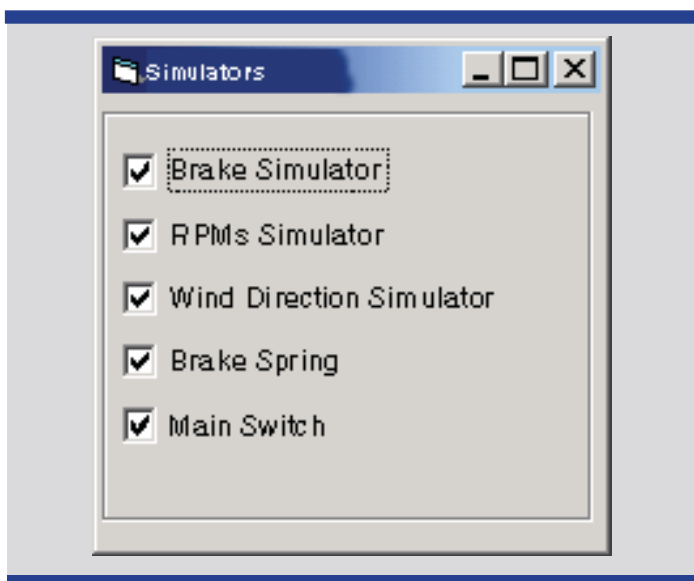 Simulators
Brake Simulator
RPMs Simulator
Wind Direction Simulator
Brake Spring
Main Switch